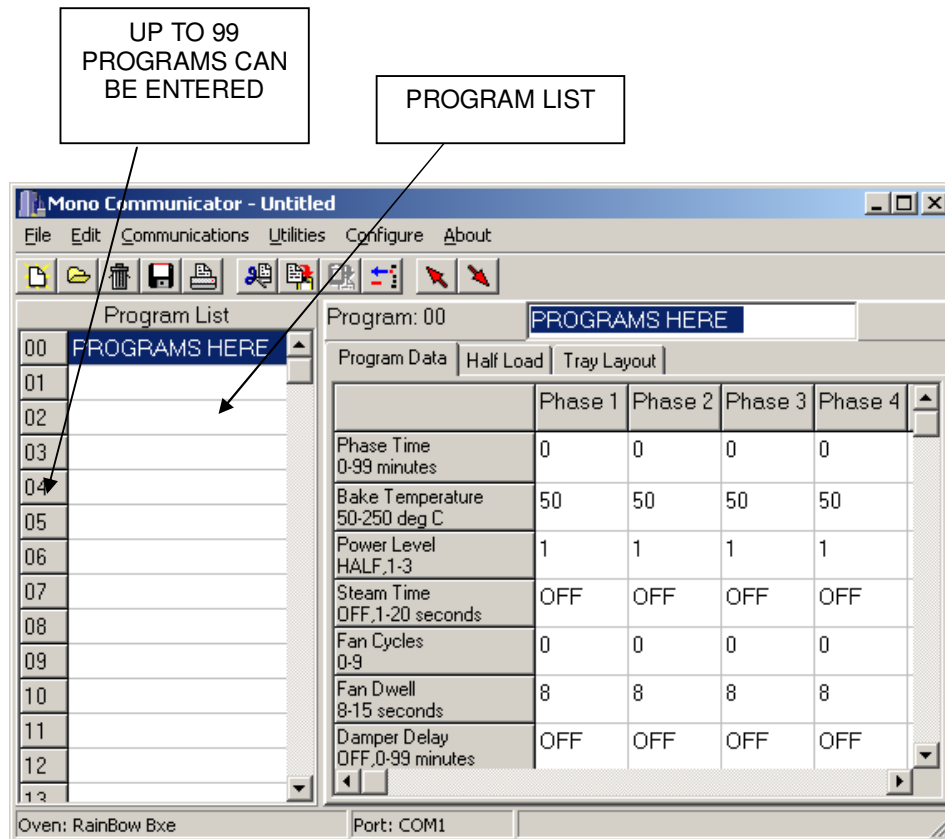 UP TO 99
PROGRAMS CAN
BE ENTERED
PROGRAM LIST
Mono Communicator - Untitled
File Edit Communications Utilities Configure About
Program List
Program: 00 PROGRAMS HERE
00 PROGRAMS HERE
01
02
03
04
05
06
07
08
09
10
11
12
13
Program Data Half Load Tray Layout
Phase 1 Phase 2 Phase 3 Phase 4
Phase Time
0-99 minutes
0 0 0 0
Bake Temperature
50-250 deg C
50 50 50 50
Power Level
HALF,1-3
1 1 1 1
Steam Time
OFF,1-20 seconds
OFF OFF OFF OFF
Fan Cycles
0-9
0 0 0 0
Fan Dwell
8-15 seconds
8 8 8 8
Damper Delay
OFF,0-99 minutes
OFF OFF OFF OFF
Oven: RainBow Bxe Port: COM1